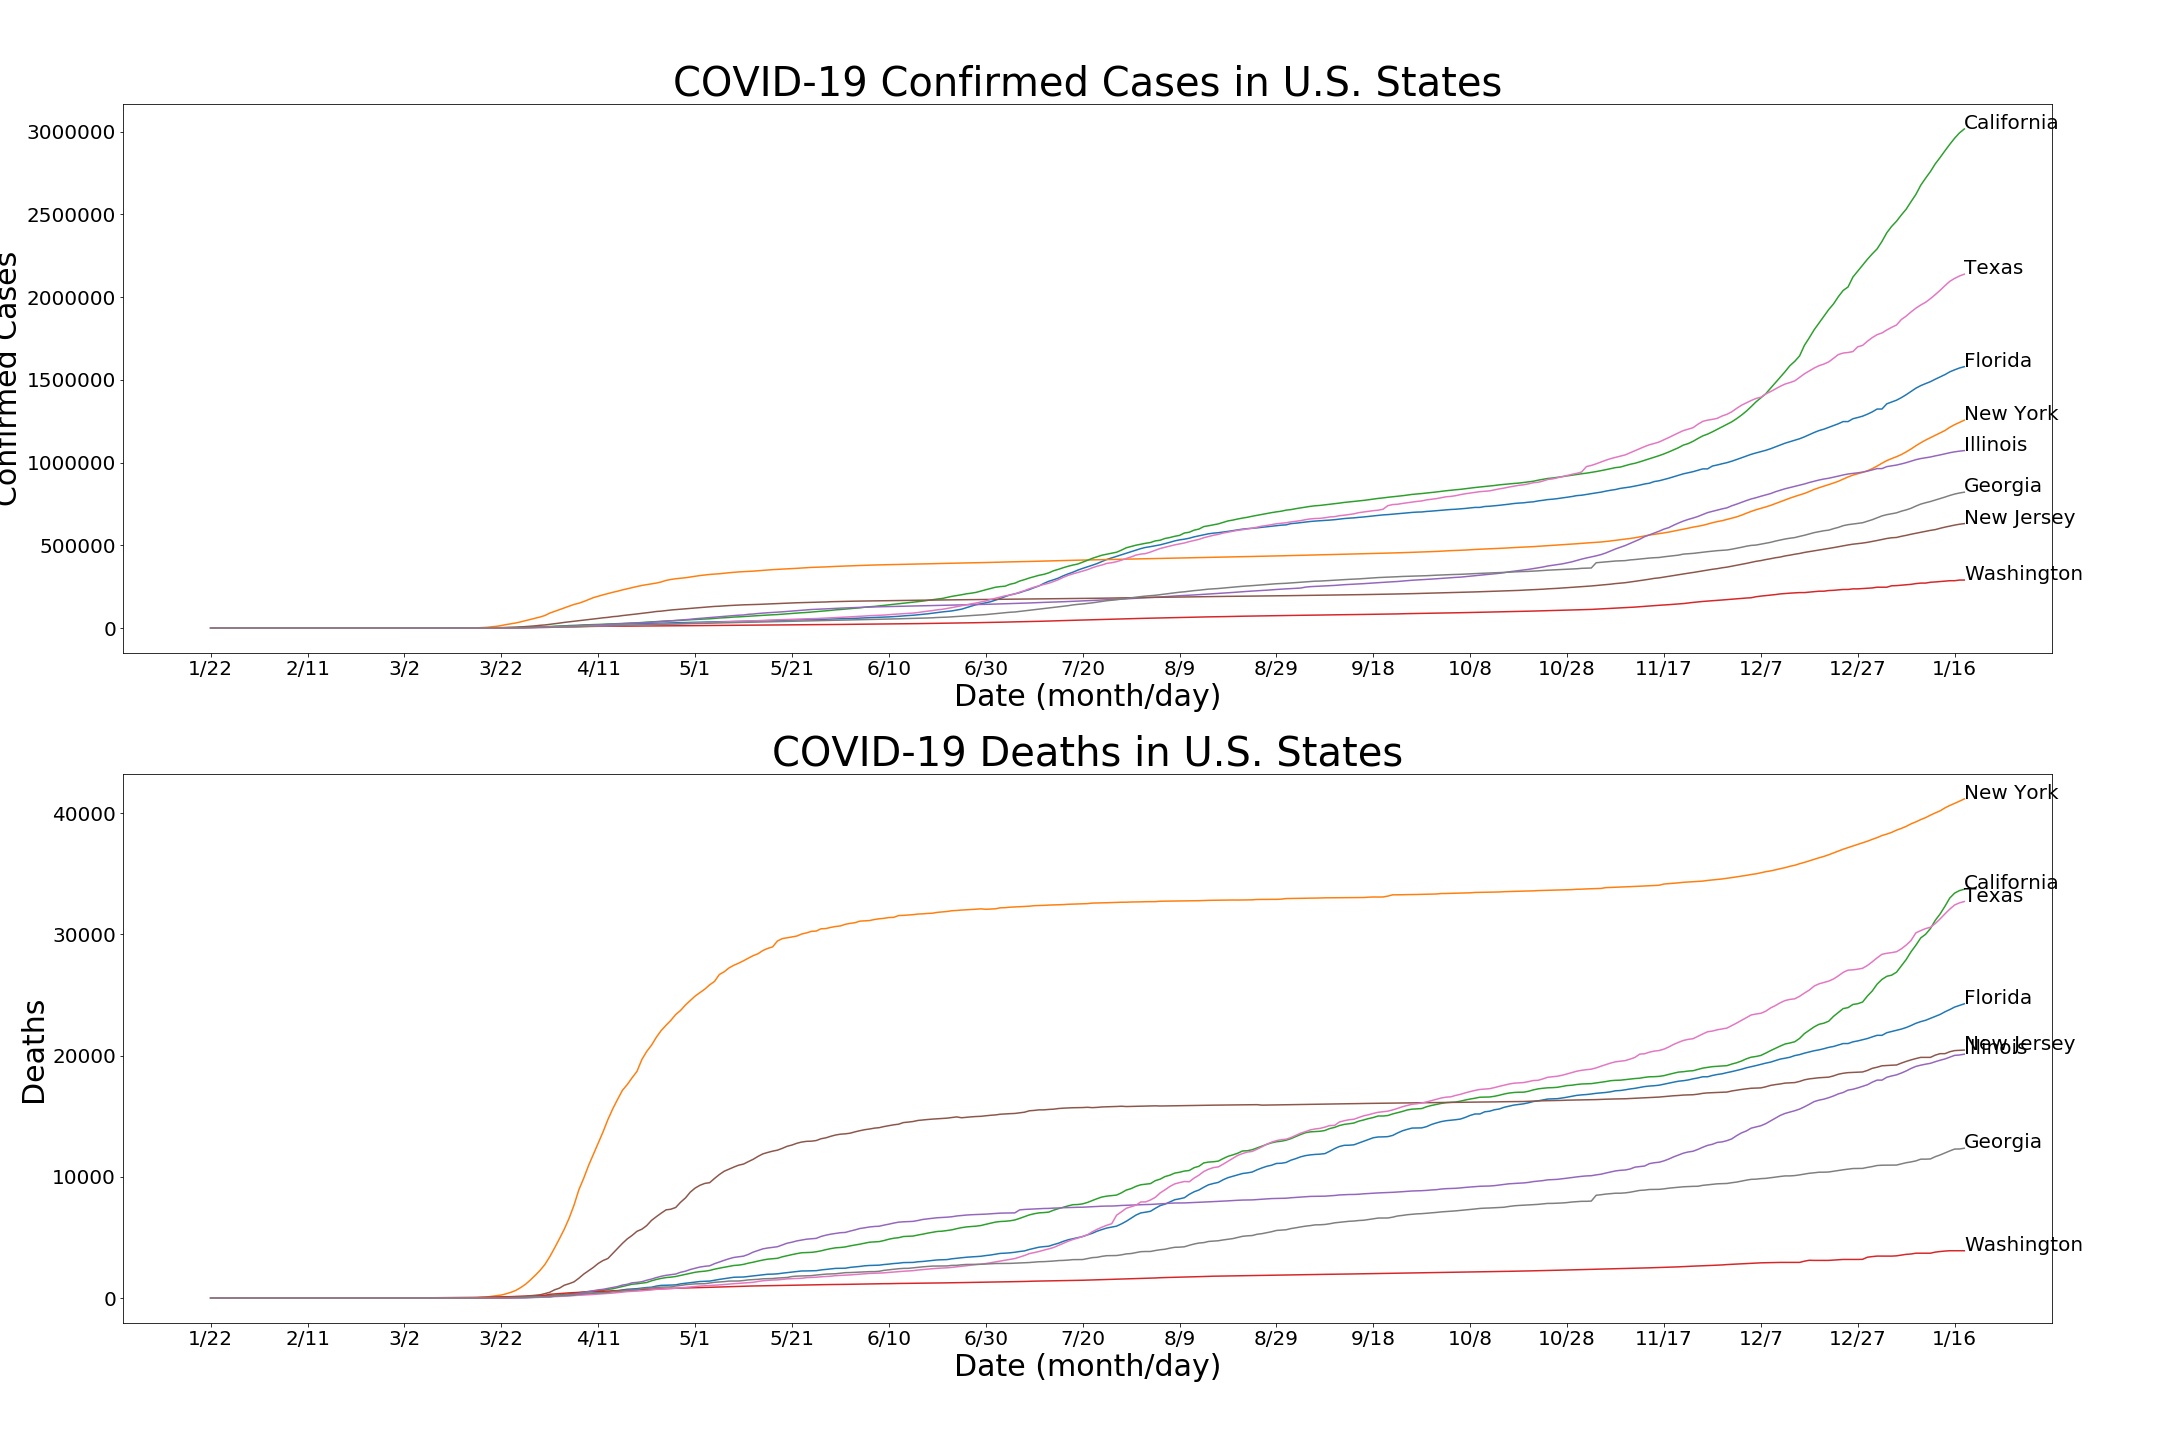 COVID-19 Confirmed Cases in U.S. States
3000000
2500000
2000000
1500000
1000000
500000
0
Confirmed Cases
California
Texas
Florida
New York
Illinois
Georgia
New Jersey
Washington
1/22 2/11 3/2 3/22 4/11 5/1 5/21 6/10 6/30 7/20 8/9 8/29 9/18 10/8 10/28 11/17 12/7 12/27 1/16
Date (month/day)
COVID-19 Deaths in U.S. States
40000
30000
20000
10000
0
Deaths
New York
California
Texas
Florida
New Jersey
Illinois
Georgia
Washington
1/22 2/11 3/2 3/22 4/11 5/1 5/21 6/10 6/30 7/20 8/9 8/29 9/18 10/8 10/28 11/17 12/7 12/27 1/16
Date (month/day)